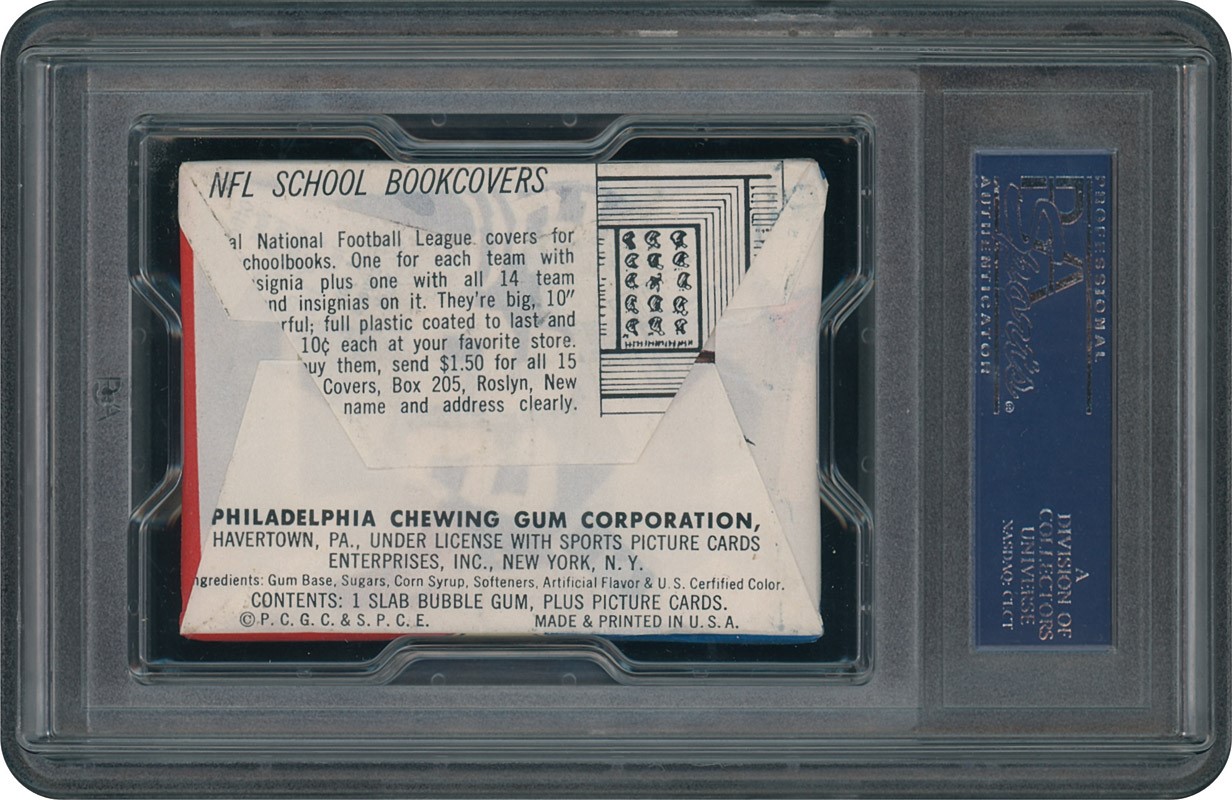 NFL SCHOOL BOOKCOVERS
al National Football League covers for
choolbooks. One for each team with
signia plus one with all 14 team
nd insignias on it. They're big, 10"
rful; full plastic coated to last and
10¢ each at your favorite store.
uy them, send $1.50 for all 15
Covers, Box 205, Roslyn, New
name and address clearly.
PHILADELPHIA CHEWING GUM CORPORATION,
HAVERTOWN, PA., UNDER LICENSE WITH SPORTS PICTURE CARDS
ENTERPRISES, INC., NEW YORK, N. Y.
ngredients: Gum Base, Sugars, Corn Syrup, Softeners, Artificial Flavor & U. S. Certified Color.
CONTENTS: 1 SLAB BUBBLE GUM, PLUS PICTURE CARDS.
© P. C. G. C. & S. P. C. E. MADE & PRINTED IN U. S. A.
PROFESSIONAL
PSA
AUTHENTICATOR
®
A
DIVISION OF
COLLECTORS
UNIVERSE
NASDAQ: CLCT
PSA